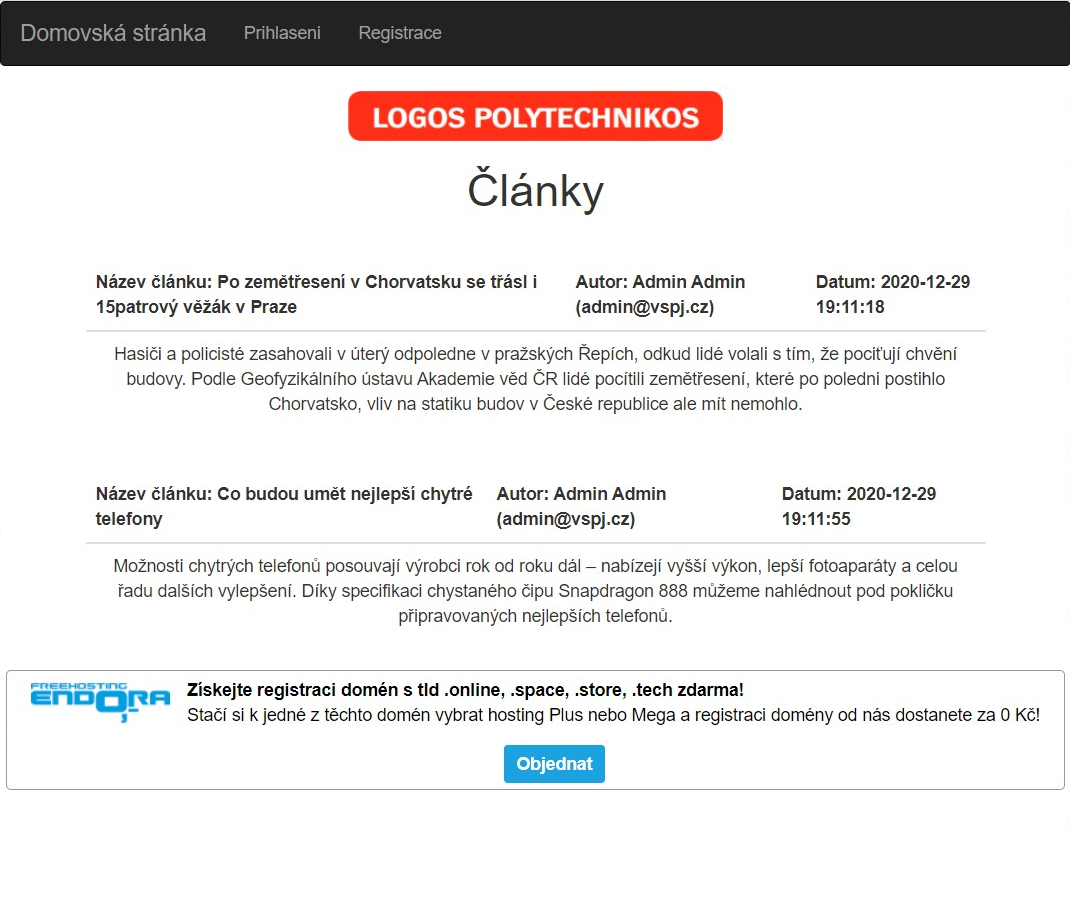 Domovská stránka Prihlaseni Registrace
LOGOS POLYTECHNIKOS
Články
Název článku: Po zemětřesení v Chorvatsku se třásl i 15patrový věžák v Praze
Autor: Admin Admin (admin@vspj.cz)
Datum: 2020-12-29 19:11:18
Hasiči a policisté zasahovali v úterý odpoledne v pražských Řepích, odkud lidé volali s tím, že pociťují chvění
budovy. Podle Geofyzikálního ústavu Akademie věd ČR lidé pocítili zemětřesení, které po poledni postihlo
Chorvatsko, vliv na statiku budov v České republice ale mít nemohlo.
Název článku: Co budou umět nejlepší chytré telefony
Autor: Admin Admin (admin@vspj.cz)
Datum: 2020-12-29 19:11:55
Možnosti chytrých telefonů posouvají výrobci rok od roku dál – nabízejí vyšší výkon, lepší fotoaparáty a celou
řadu dalších vylepšení. Díky specifikaci chystaného čipu Snapdragon 888 můžeme nahlédnout pod pokličku
připravovaných nejlepších telefonů.
FREEHOSTING
ENDORA
Získejte registraci domén s tld .online, .space, .store, .tech zdarma!
Stačí si k jedné z těchto domén vybrat hosting Plus nebo Mega a registraci domény od nás dostanete za 0 Kč!
Objednat